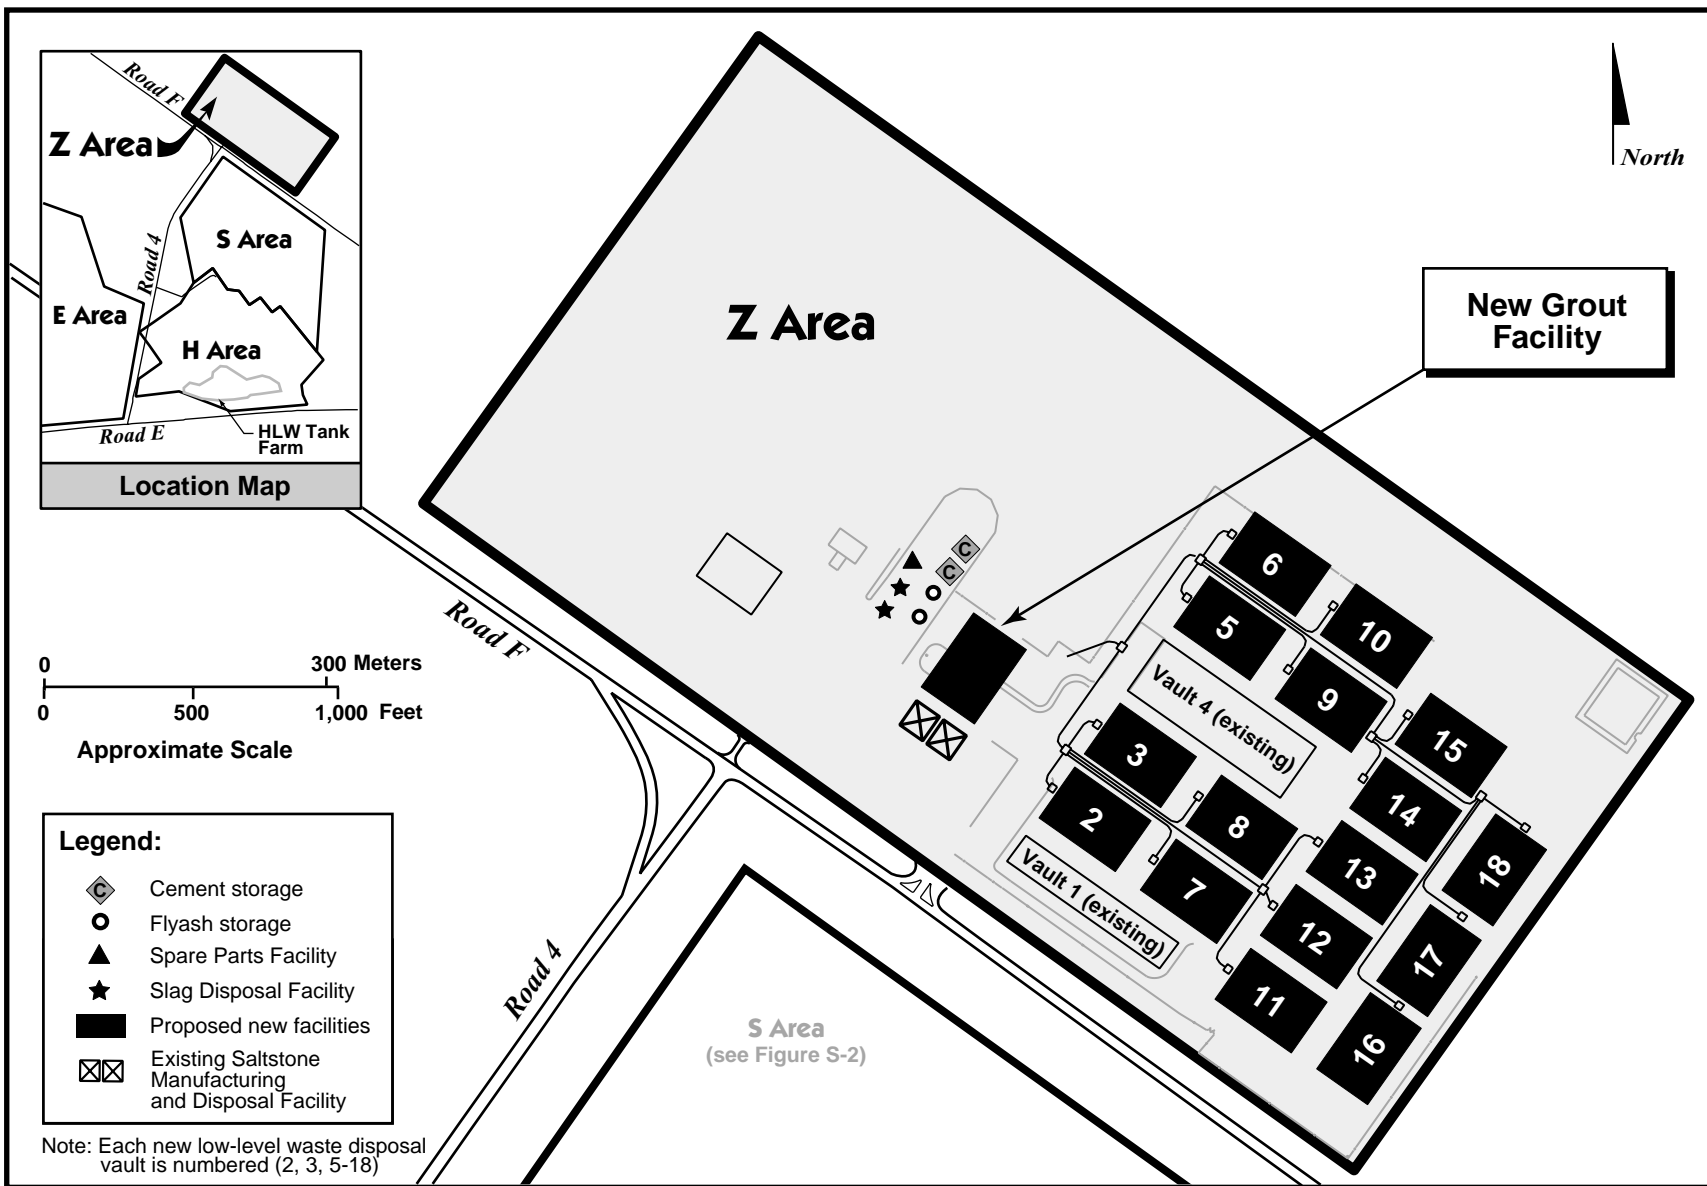 Road F
Z Area
S Area
Road 4
E Area
H Area
Road E
HLW Tank
Farm
Location Map
North
Z Area
New Grout
Facility
C
C
6
5
10
9
Vault 4 (existing)
15
14
3
2
8
7
Vault 1 (existing)
13
12
11
18
17
16
Road F
Road 4
S Area
(see Figure S-2)
0 300 Meters
0 500 1,000 Feet
Approximate Scale
Legend:
C Cement storage
Flyash storage
Spare Parts Facility
Slag Disposal Facility
Proposed new facilities
Existing Saltstone
Manufacturing
and Disposal Facility
Note: Each new low-level waste disposal
vault is numbered (2, 3, 5-18)